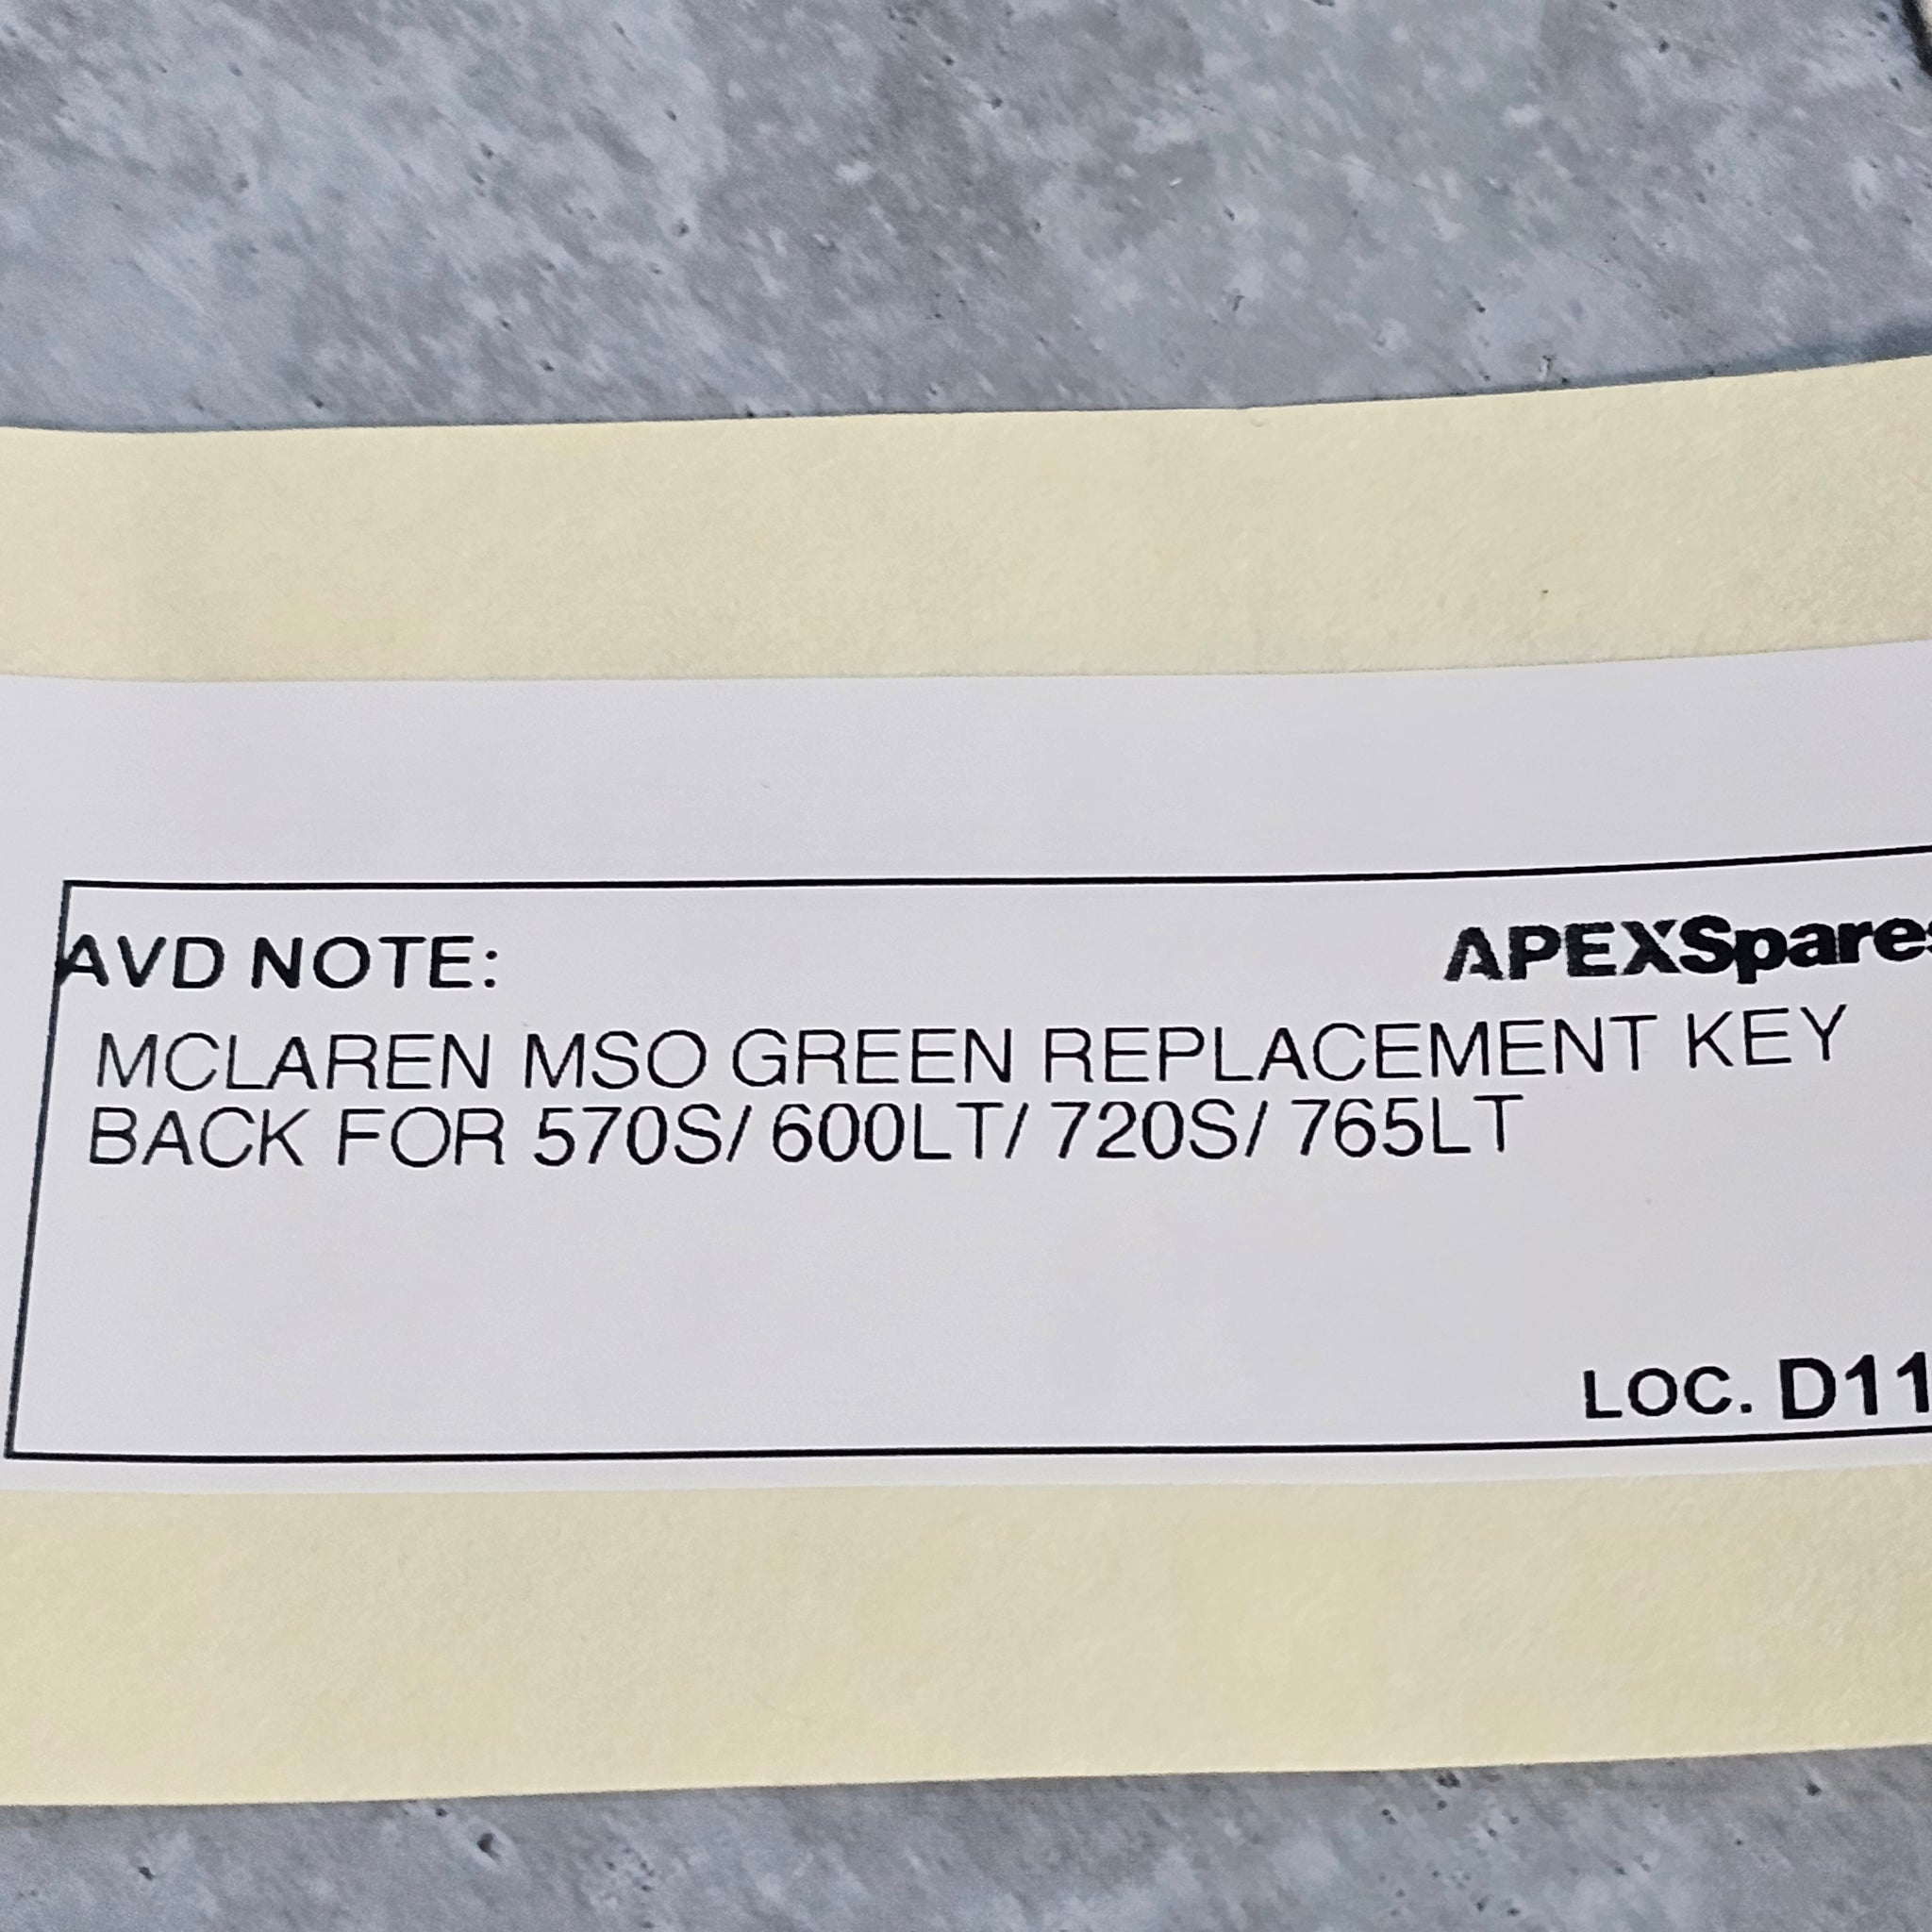 AVD NOTE: APEXSpares
MCLAREN MSO GREEN REPLACEMENT KEY
BACK FOR 570S/ 600LT/ 720S/ 765LT
LOC. D11